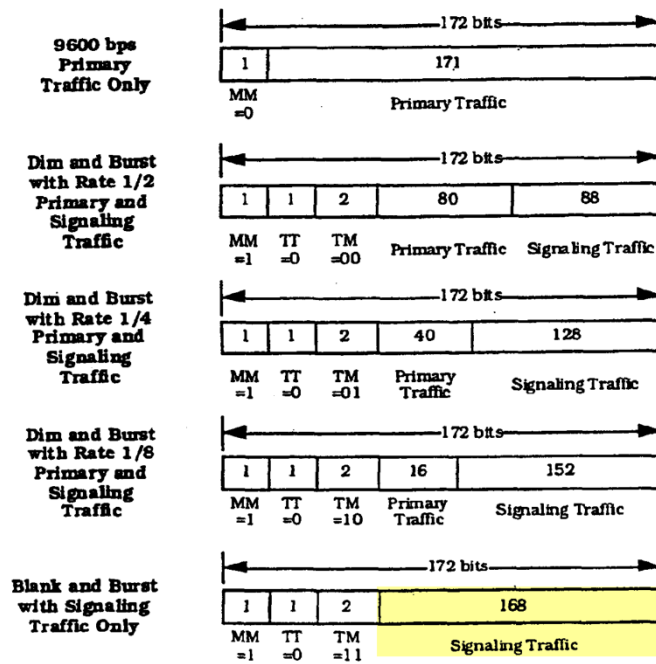 172 bits
9600 bps
Primary
Traffic Only
1 171
MM
=0
Primary Traffic
172 bits
Dim and Burst
with Rate 1/2
Primary and
Signaling
Traffic
1 1 2 80 88
MM TT TM Primary Traffic Signaling Traffic
=1 =0 =00
172 bits
Dim and Burst
with Rate 1/4
Primary and
Signaling
Traffic
1 1 2 40 128
MM TT TM Primary Signaling Traffic
=1 =0 =01 Traffic
172 bits
Dim and Burst
with Rate 1/8
Primary and
Signaling
Traffic
1 1 2 16 152
MM TT TM Primary Signaling Traffic
=1 =0 =10 Traffic
172 bits
Blank and Burst
with Signaling
Traffic Only
1 1 2 168
MM TT TM Signaling Traffic
=1 =0 =11